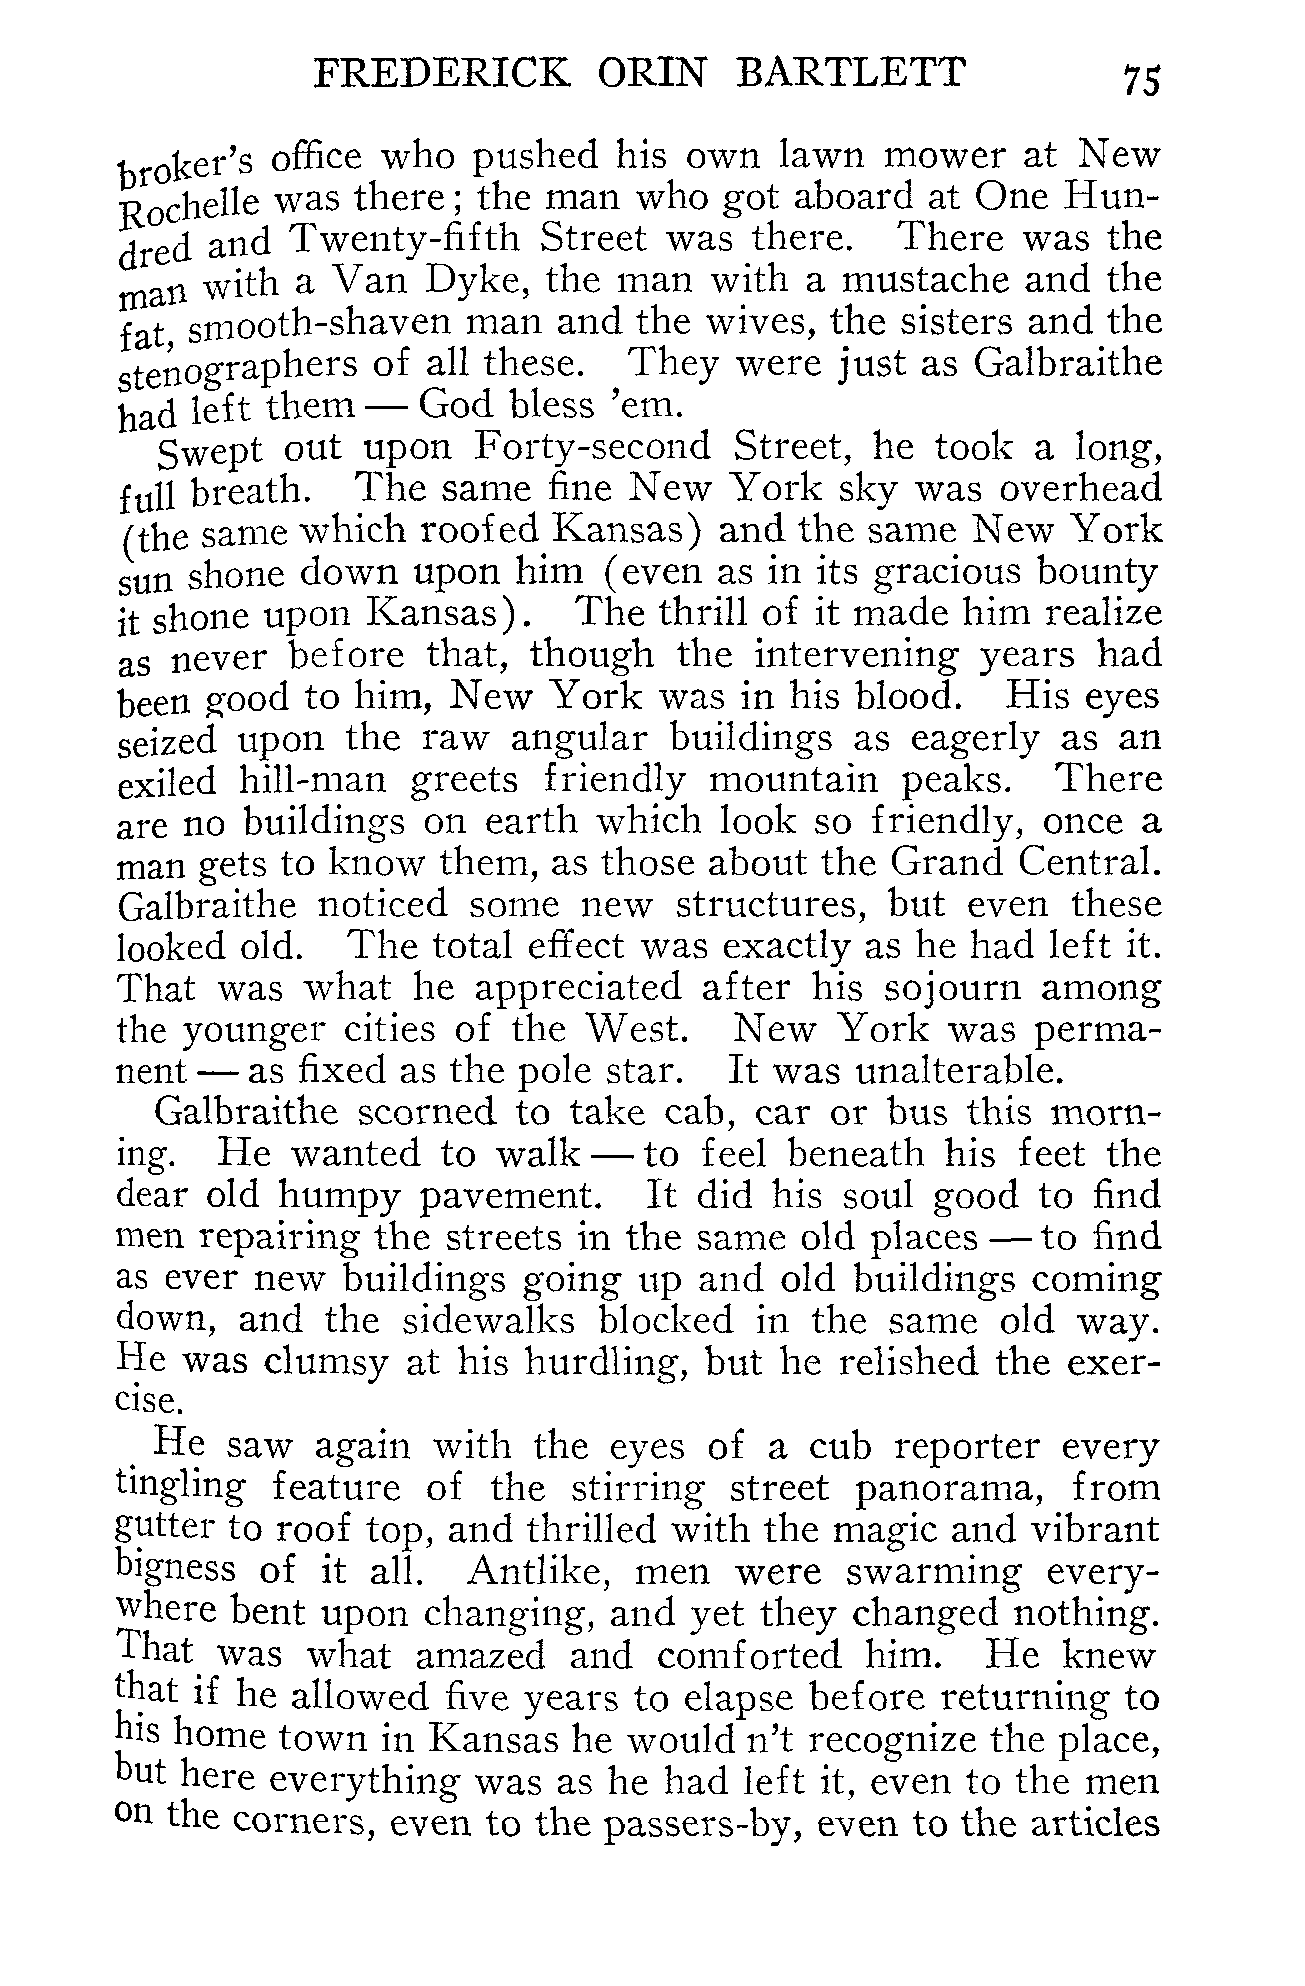 FREDERICK ORIN BARTLETT 75
broker's office who pushed his own lawn mower at New
Rochelle was there; the man who got aboard at One Hun-
dred and Twenty-fifth Street was there. There was the
man with a Van Dyke, the man with a mustache and the
fat, smooth-shaven man and the wives, the sisters and the
stenographers of all these. They were just as Galbraithe
had left them — God bless 'em.
Swept out upon Forty-second Street, he took a long,
full breath. The same fine New York sky was overhead
(the same which roofed Kansas) and the same New York
sun shone down upon him (even as in its gracious bounty
it shone upon Kansas). The thrill of it made him realize
as never before that, though the intervening years had
been good to him, New York was in his blood. His eyes
seized upon the raw angular buildings as eagerly as an
exiled hill-man greets friendly mountain peaks. There
are no buildings on earth which look so friendly, once a
man gets to know them, as those about the Grand Central.
Galbraithe noticed some new structures, but even these
looked old. The total effect was exactly as he had left it.
That was what he appreciated after his sojourn among
the younger cities of the West. New York was perma-
nent — as fixed as the pole star. It was unalterable.
Galbraithe scorned to take cab, car or bus this morn-
ing. He wanted to walk — to feel beneath his feet the
dear old humpy pavement. It did his soul good to find
men repairing the streets in the same old places — to find
as ever new buildings going up and old buildings coming
down, and the sidewalks blocked in the same old way.
He was clumsy at his hurdling, but he relished the exer-
cise.
He saw again with the eyes of a cub reporter every
tingling feature of the stirring street panorama, from
gutter to roof top, and thrilled with the magic and vibrant
bigness of it all. Antlike, men were swarming every-
where bent upon changing, and yet they changed nothing.
That was what amazed and comforted him. He knew
that if he allowed five years to elapse before returning to
his home town in Kansas he would n't recognize the place,
but here everything was as he had left it, even to the men
on the corners, even to the passers-by, even to the articles